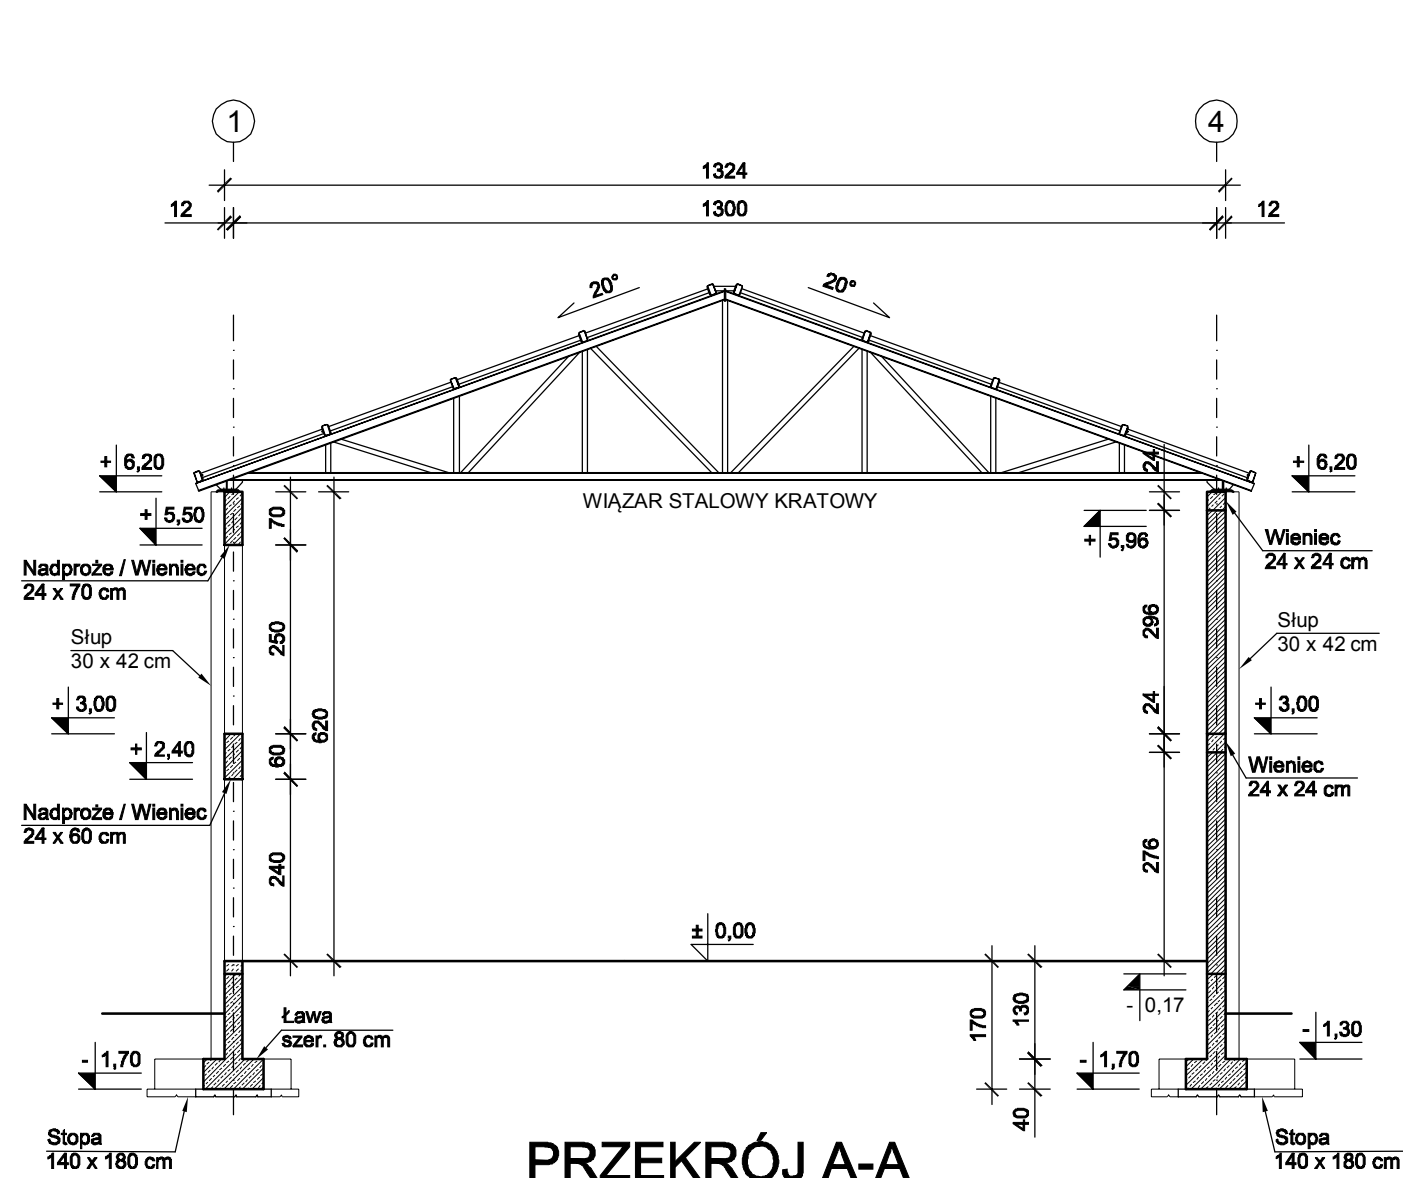 1
4
1324
12
1300
12
20°
20°
+ 6,20
+ 6,20
24
WIĄZAR STALOWY KRATOWY
+ 5,50
70
+ 5,96
Wieniec
24 x 24 cm
Nadproże / Wieniec
24 x 70 cm
250
296
Słup
30 x 42 cm
Słup
30 x 42 cm
+ 3,00
620
24
+ 3,00
+ 2,40
60
Wieniec
24 x 24 cm
Nadproże / Wieniec
24 x 60 cm
240
276
± 0,00
- 0,17
Ława
szer. 80 cm
170
130
- 1,30
- 1,70
- 1,70
40
Stopa
140 x 180 cm
PRZEKRÓJ A-A
Stopa
140 x 180 cm